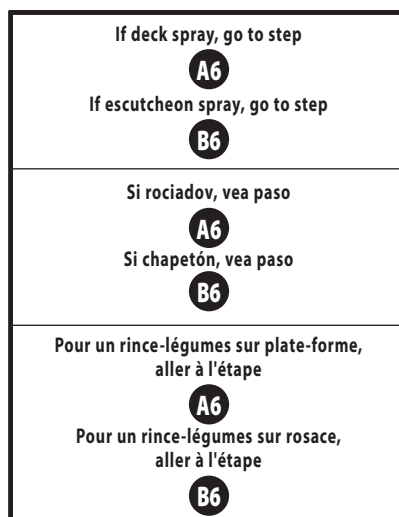 If deck spray, go to step
A6
If escutcheon spray, go to step
B6
Si rociadov, vea paso
A6
Si chapetón, vea paso
B6
Pour un rince-légumes sur plate-forme,
aller à l'étape
A6
Pour un rince-légumes sur rosace,
aller à l'étape
B6